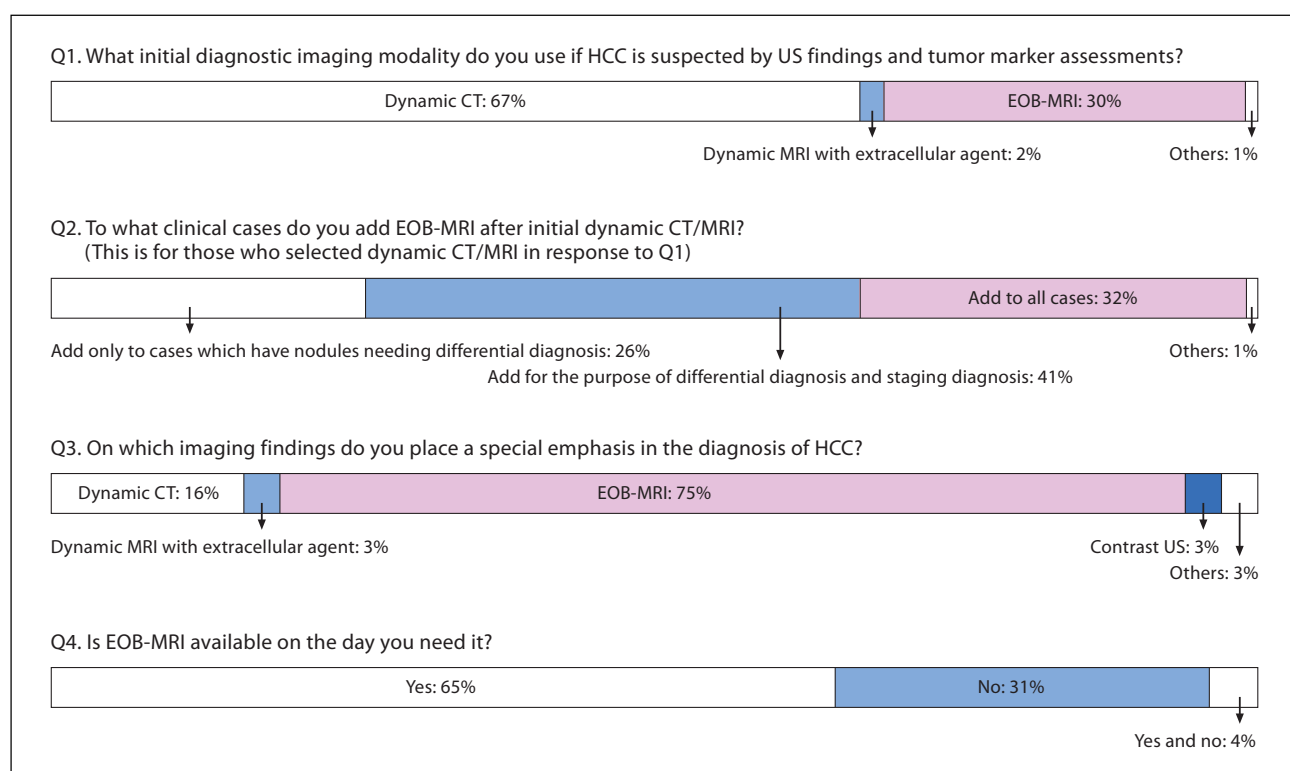 Q1. What initial diagnostic imaging modality do you use if HCC is suspected by US findings and tumor marker assessments?
Dynamic CT: 67%
EOB-MRI: 30%
Dynamic MRI with extracellular agent: 2%
Others: 1%
Q2. To what clinical cases do you add EOB-MRI after initial dynamic CT/MRI?
(This is for those who selected dynamic CT/MRI in response to Q1)
Add to all cases: 32%
Add only to cases which have nodules needing differential diagnosis: 26%
Others: 1%
Add for the purpose of differential diagnosis and staging diagnosis: 41%
Q3. On which imaging findings do you place a special emphasis in the diagnosis of HCC?
Dynamic CT: 16%
EOB-MRI: 75%
Dynamic MRI with extracellular agent: 3%
Contrast US: 3%
Others: 3%
Q4. Is EOB-MRI available on the day you need it?
Yes: 65%
No: 31%
Yes and no: 4%